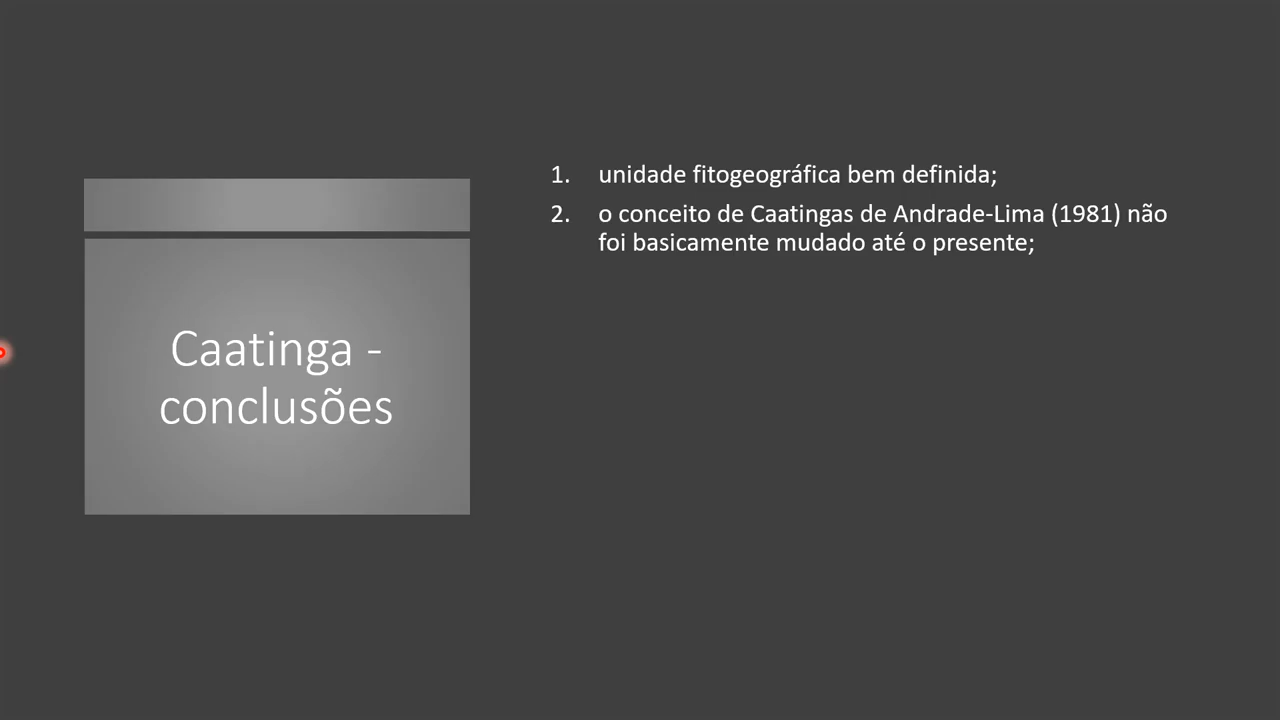 Caatinga -
conclusões
1. unidade fitogeográfica bem definida;
2. o conceito de Caatingas de Andrade-Lima (1981) não
foi basicamente mudado até o presente;